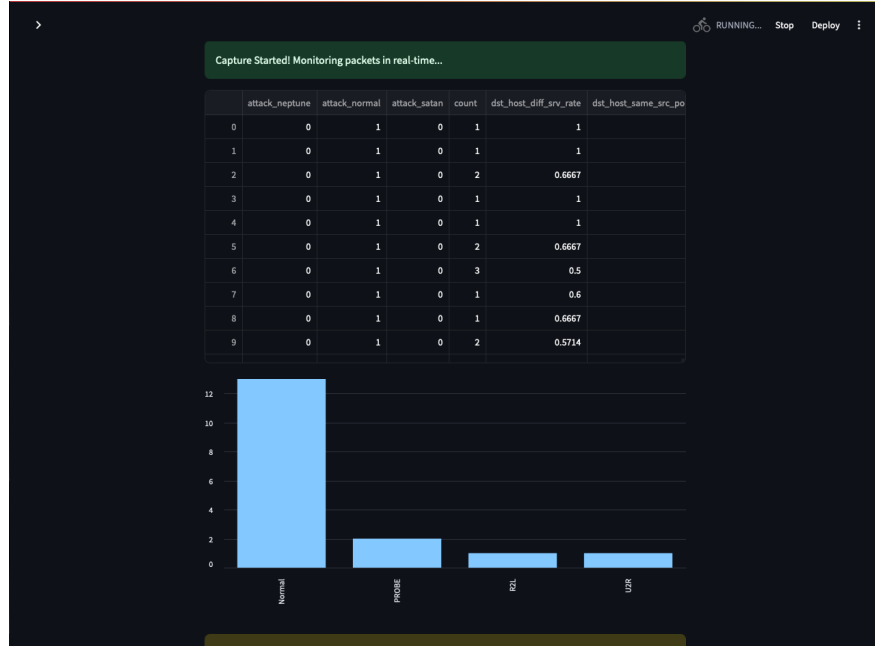 RUNNING... Stop Deploy
Capture Started! Monitoring packets in real-time...
attack_neptune attack_normal attack_satan count dst_host_diff_srv_rate dst_host_same_src_po
0 0 1 0 1 1
1 0 1 0 1 1
2 0 1 0 2 0.6667
3 0 1 0 1 1
4 0 1 0 1 1
5 0 1 0 2 0.6667
6 0 1 0 3 0.5
7 0 1 0 1 0.6
8 0 1 0 1 0.6667
9 0 1 0 2 0.5714
12
10
8
6
4
2
0
Normal PROBE R2L U2R